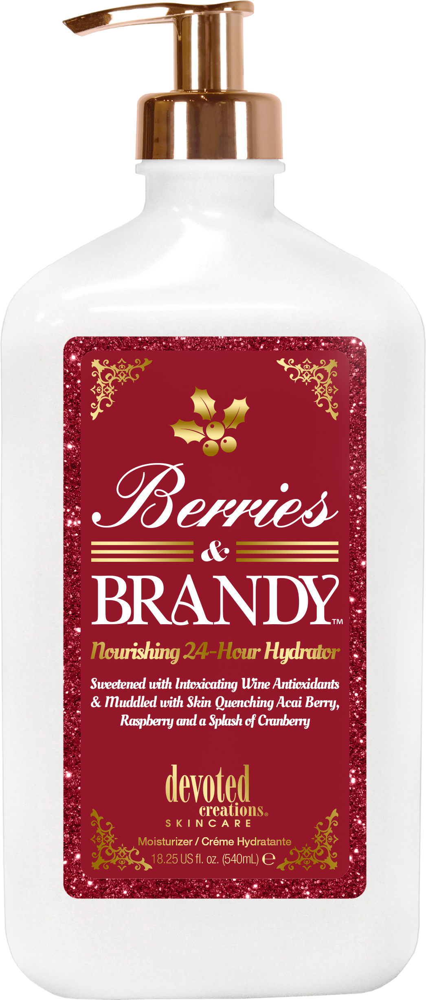 Berries
&
BRANDY™
Nourishing 24-Hour Hydrator
Sweetened with Intoxicating Wine Antioxidants
& Muddled with Skin Quenching Acai Berry,
Raspberry and a Splash of Cranberry
devoted
creations®
SKINCARE
Moisturizer / Créme Hydratante
18.25 US fl. oz. (540mL) ℮